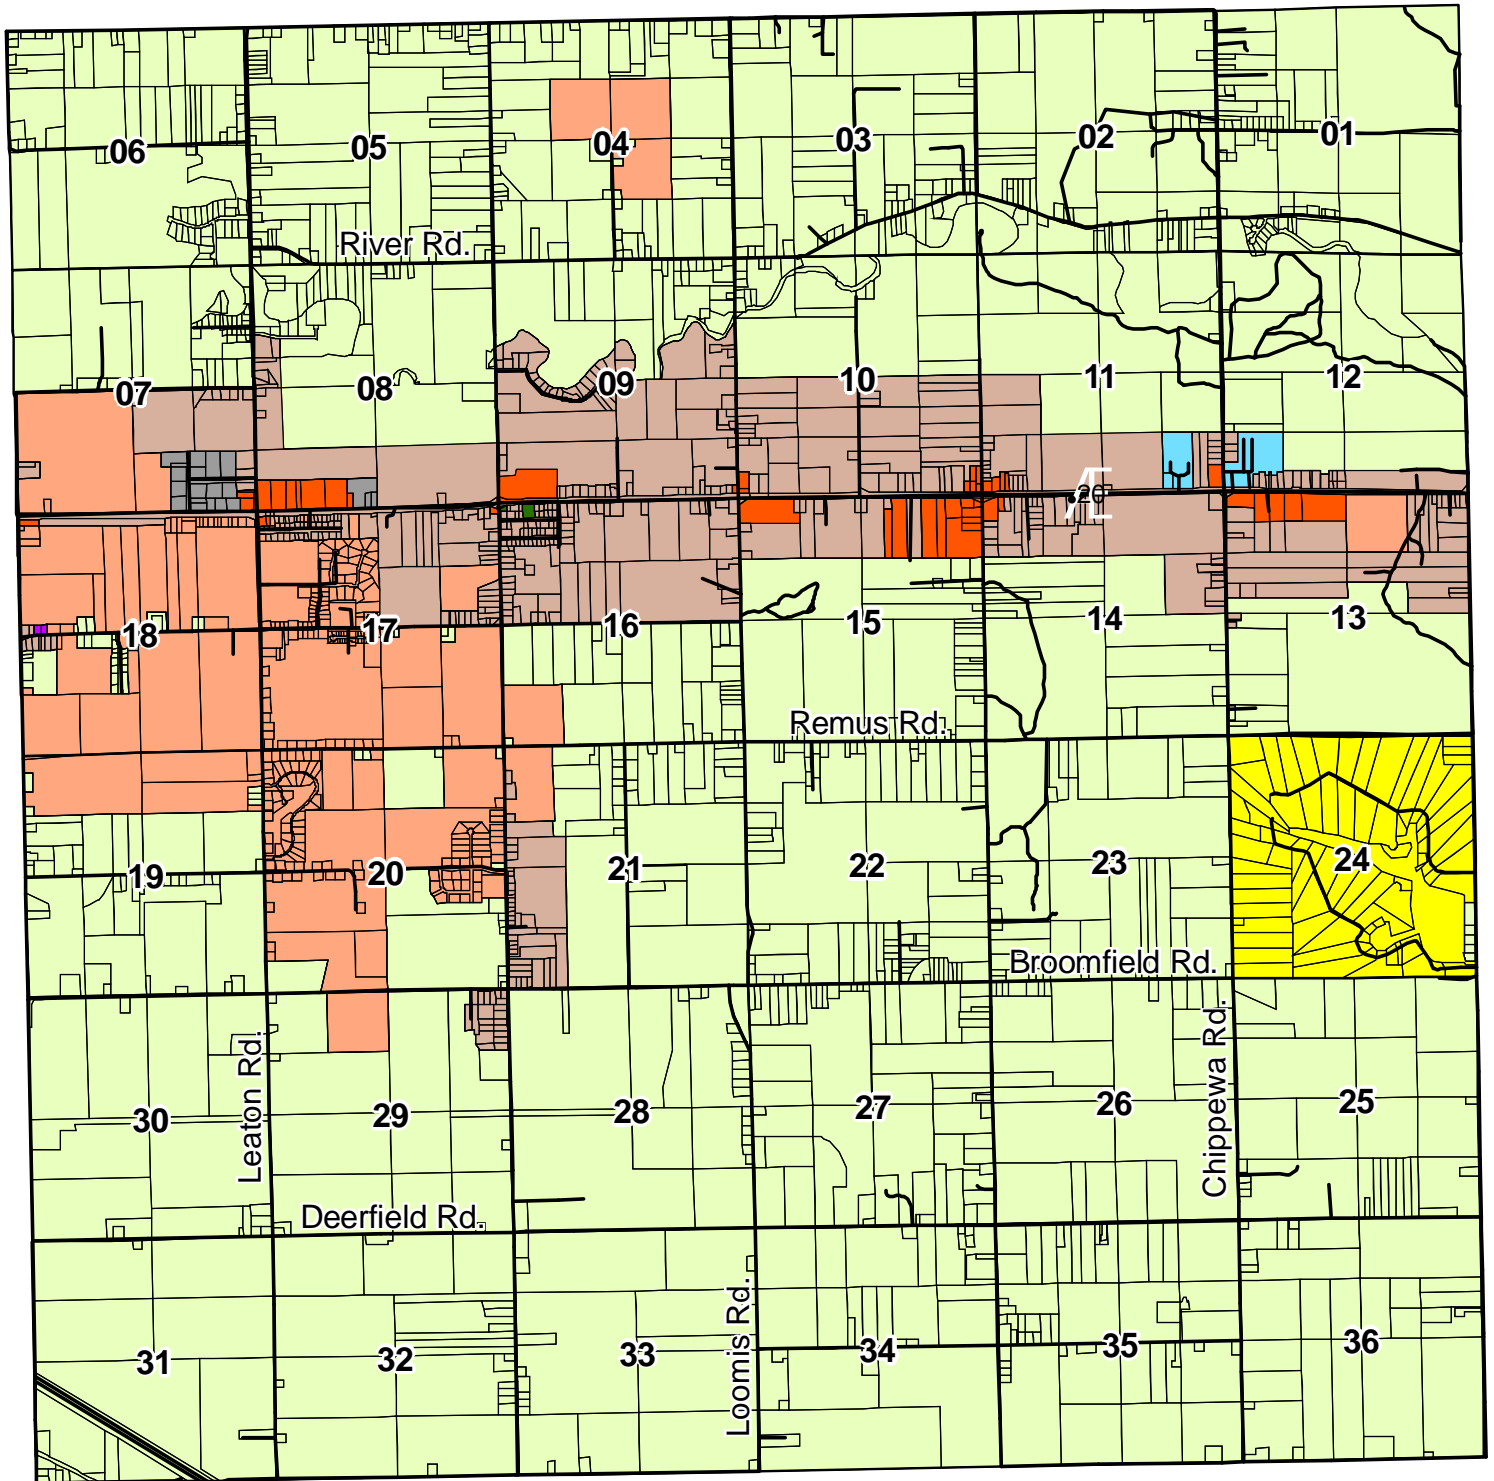 06 05 04 03 02 01
River Rd.
07 08 09 10 11 12
Æ
20
18 17 16 15 14 13
Remus Rd.
19 20 21 22 23 24
Broomfield Rd.
Leaton Rd.
Chippewa Rd.
30 29 28 27 26 25
Deerfield Rd.
Loomis Rd.
31 32 33 34 35 36